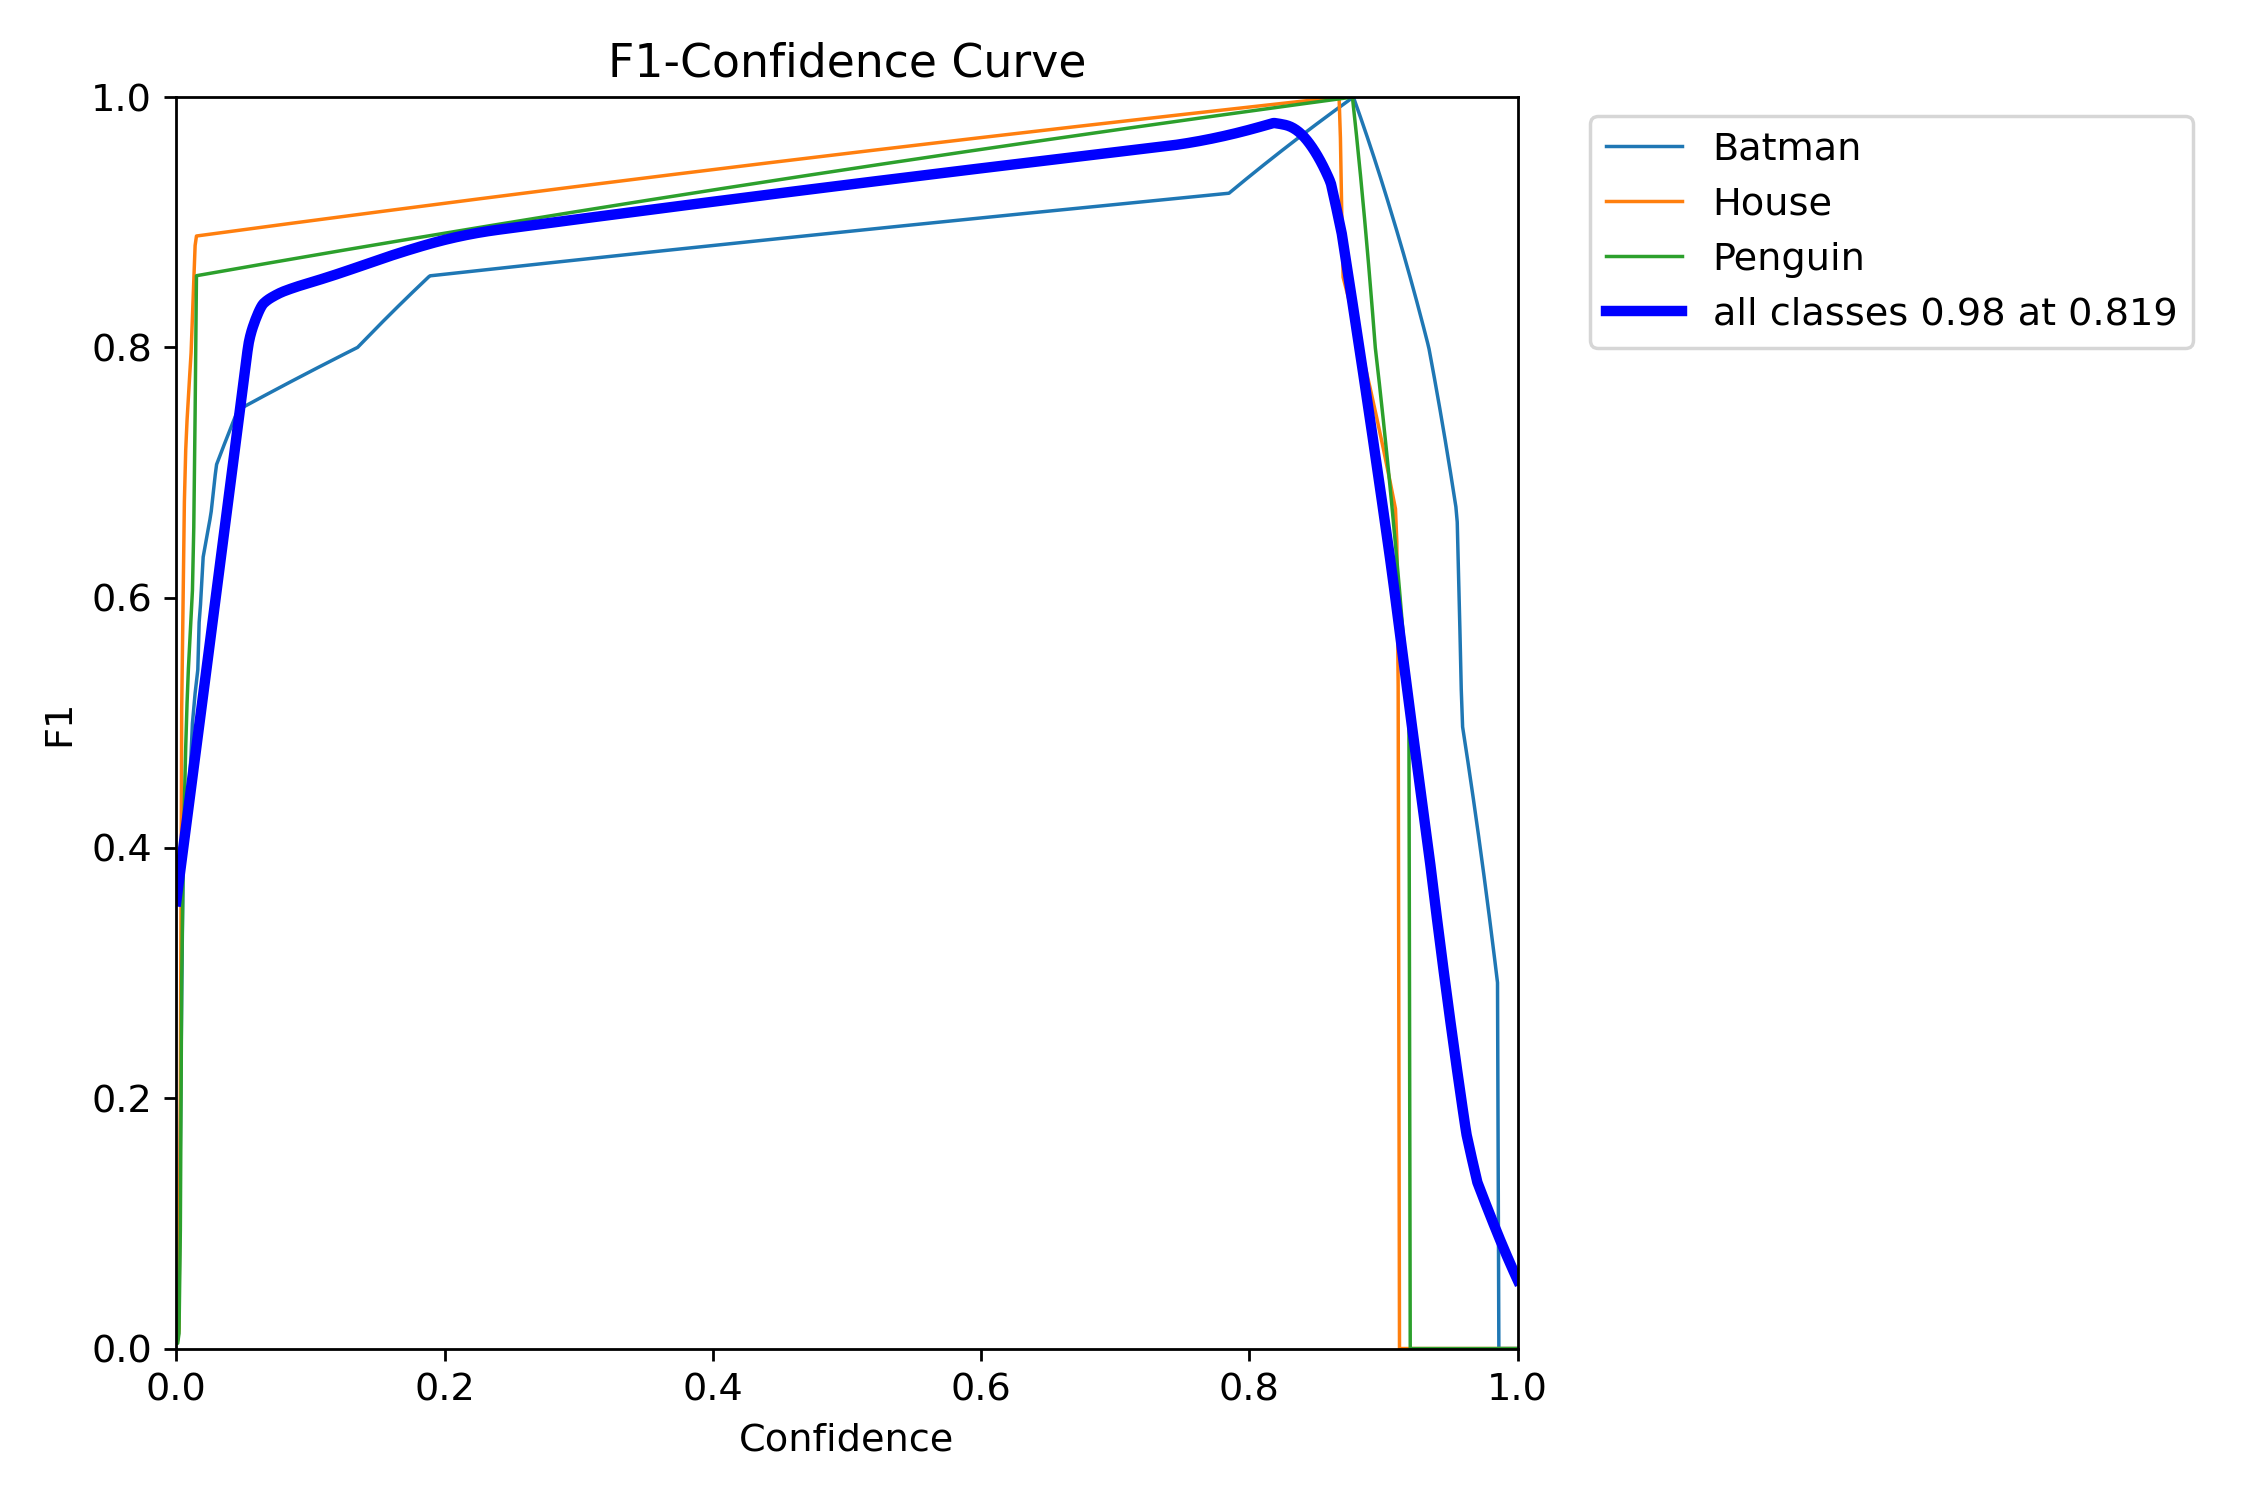 F1-Confidence Curve
1.0
0.8
0.6
0.4
0.2
0.0
F1
0.0 0.2 0.4 0.6 0.8 1.0
Confidence
Batman
House
Penguin
all classes 0.98 at 0.819